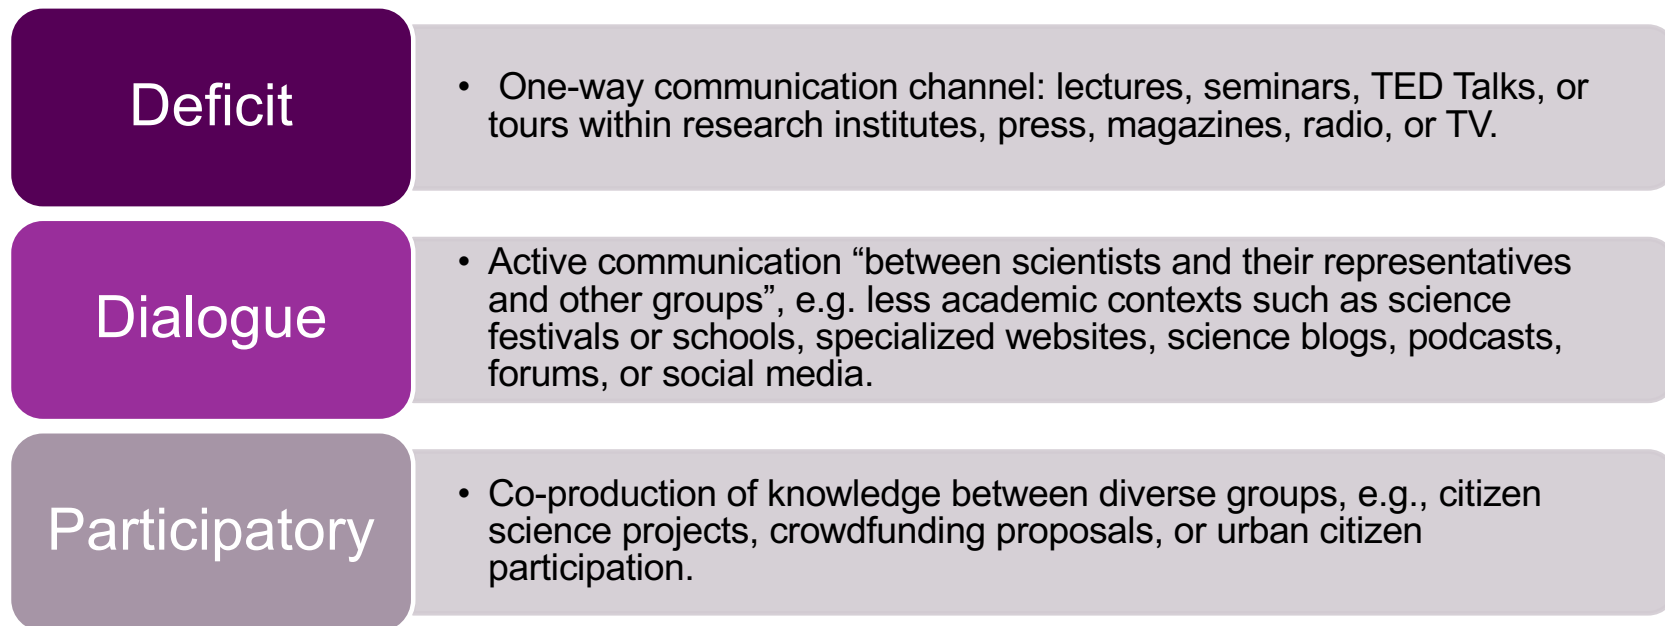 Deficit
• One-way communication channel: lectures, seminars, TED Talks, or
tours within research institutes, press, magazines, radio, or TV.
Dialogue
• Active communication “between scientists and their representatives
and other groups”, e.g. less academic contexts such as science
festivals or schools, specialized websites, science blogs, podcasts,
forums, or social media.
Participatory
• Co-production of knowledge between diverse groups, e.g., citizen
science projects, crowdfunding proposals, or urban citizen
participation.